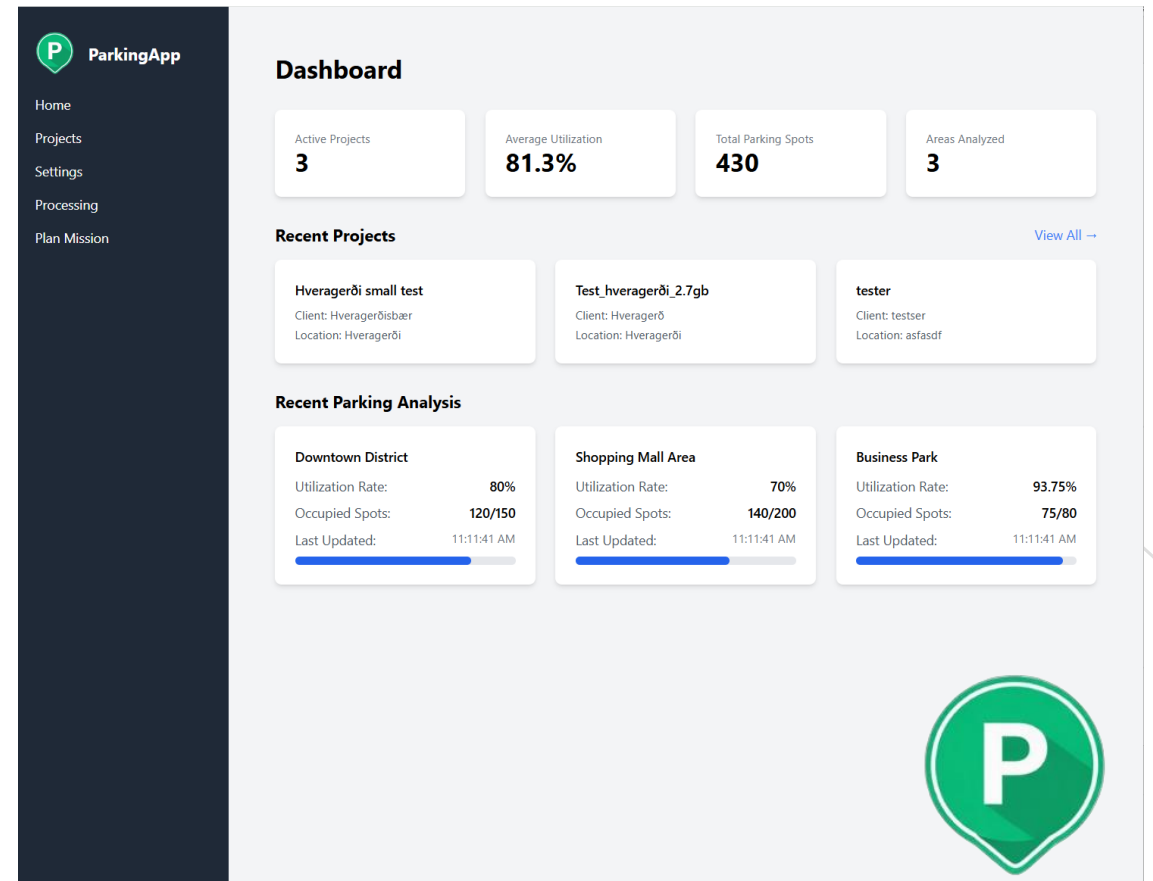 P
ParkingApp
Home
Projects
Settings
Processing
Plan Mission
Dashboard
Active Projects
3
Average Utilization
81.3%
Total Parking Spots
430
Areas Analyzed
3
Recent Projects
View All →
Hveragerði small test
Client: Hveragerðisbær
Location: Hveragerði
Test_hveragerði_2.7gb
Client: Hveragerð
Location: Hveragerði
tester
Client: testser
Location: asfasdf
Recent Parking Analysis
Downtown District
Utilization Rate: 80%
Occupied Spots: 120/150
Last Updated: 11:11:41 AM
Shopping Mall Area
Utilization Rate: 70%
Occupied Spots: 140/200
Last Updated: 11:11:41 AM
Business Park
Utilization Rate: 93.75%
Occupied Spots: 75/80
Last Updated: 11:11:41 AM
P